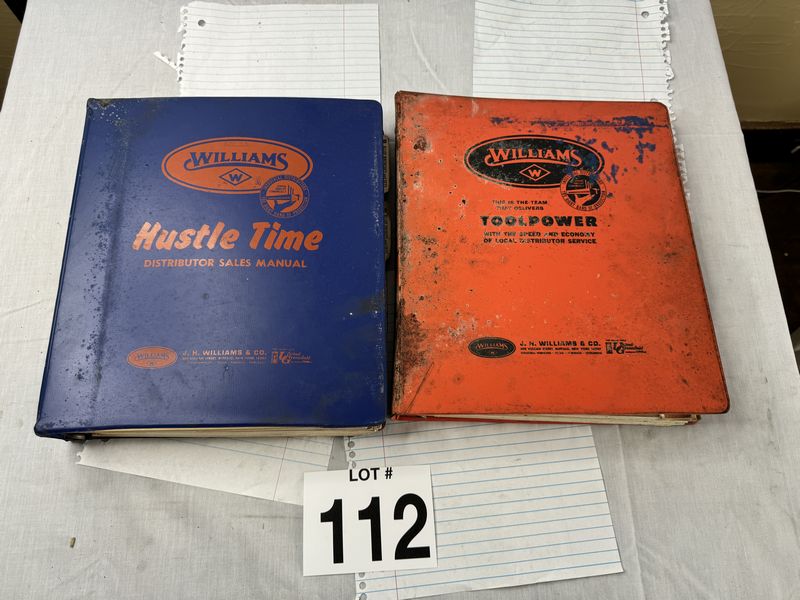 WILLIAMS
W
Hustle Time
DISTRIBUTOR SALES MANUAL
WILLIAMS
J. H. WILLIAMS & CO.
WILLIAMS
W
THIS IS THE TEAM
THAT DELIVERS
TOOLPOWER
WITH THE SPEED AND ECONOMY
OF LOCAL DISTRIBUTOR SERVICE
WILLIAMS
J. H. WILLIAMS & CO.
LOT #
112